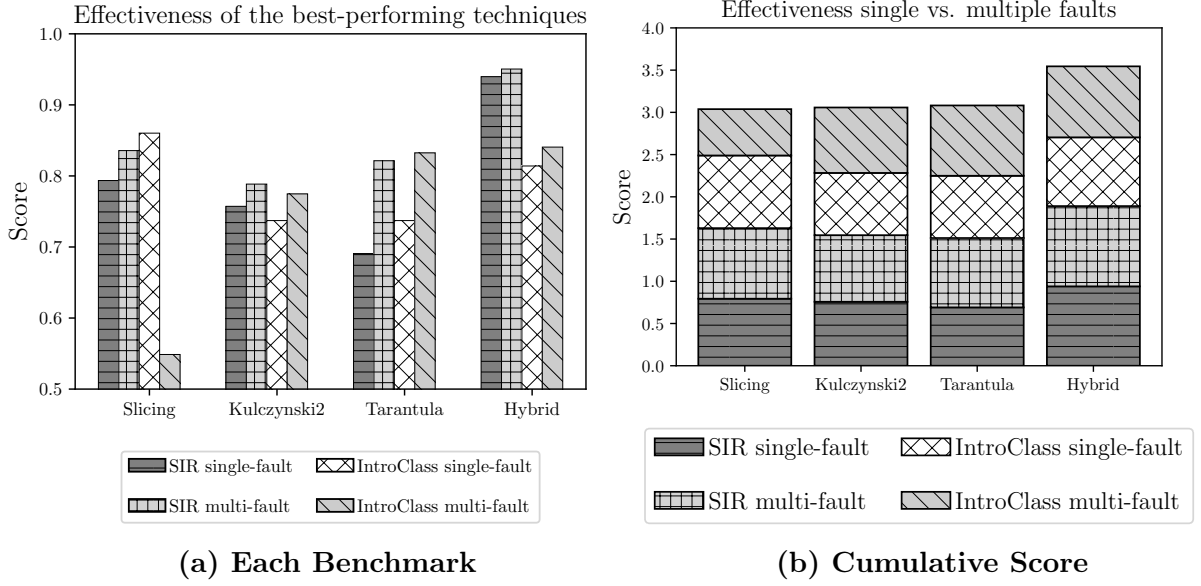 Effectiveness of the best-performing techniques
1.0
0.9
0.8
0.7
0.6
0.5
Score
Slicing
Kulczynski2
Tarantula
Hybrid
SIR single-fault
IntroClass single-fault
SIR multi-fault
IntroClass multi-fault
(a) Each Benchmark
Effectiveness single vs. multiple faults
4.0
3.5
3.0
2.5
2.0
1.5
1.0
0.5
0.0
Score
Slicing
Kulczynski2
Tarantula
Hybrid
SIR single-fault
IntroClass single-fault
SIR multi-fault
IntroClass multi-fault
(b) Cumulative Score